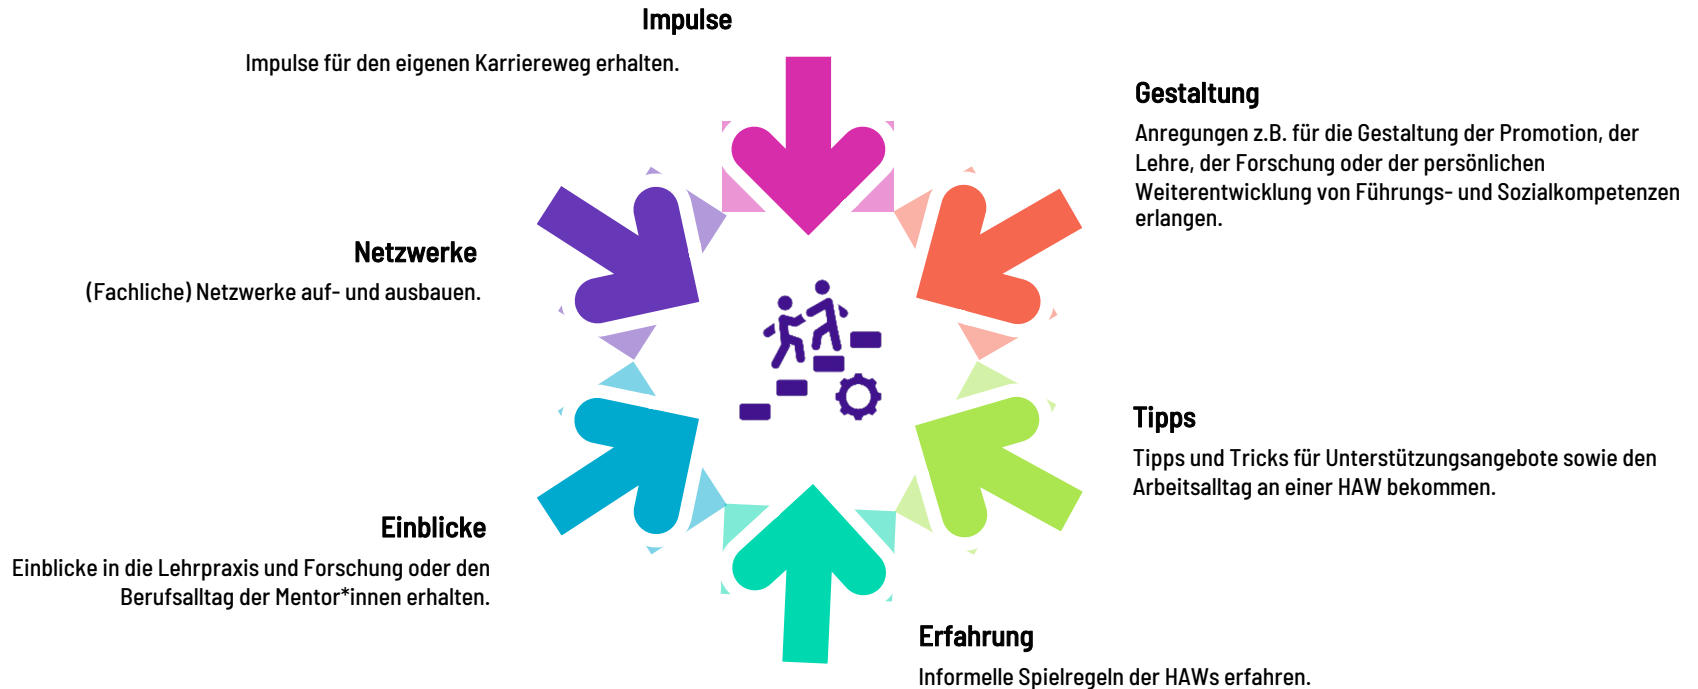 Impulse
Impulse für den eigenen Karriereweg erhalten.
Gestaltung
Anregungen z.B. für die Gestaltung der Promotion, der
Lehre, der Forschung oder der persönlichen
Weiterentwicklung von Führungs- und Sozialkompetenzen
erlangen.
Netzwerke
(Fachliche) Netzwerke auf- und ausbauen.
Tipps
Tipps und Tricks für Unterstützungsangebote sowie den
Arbeitsalltag an einer HAW bekommen.
Einblicke
Einblicke in die Lehrpraxis und Forschung oder den
Berufsalltag der Mentor*innen erhalten.
Erfahrung
Informelle Spielregeln der HAWs erfahren.